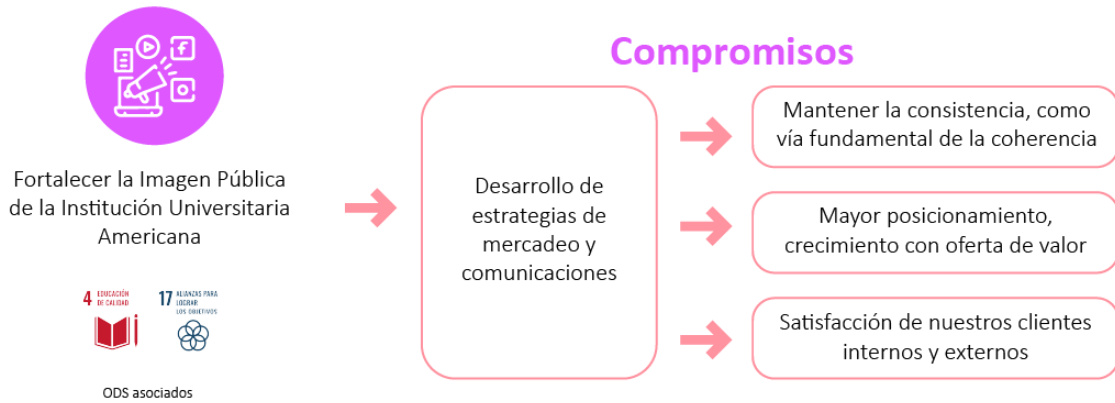 Compromisos
Fortalecer la Imagen Pública
de la Institución Universitaria
Americana
4 EDUCACIÓN
DE CALIDAD
17 ALIANZAS PARA
LOGRAR
LOS OBJETIVOS
ODS asociados
Desarrollo de
estrategias de
mercadeo y
comunicaciones
Mantener la consistencia, como
vía fundamental de la coherencia
Mayor posicionamiento,
crecimiento con oferta de valor
Satisfacción de nuestros clientes
internos y externos